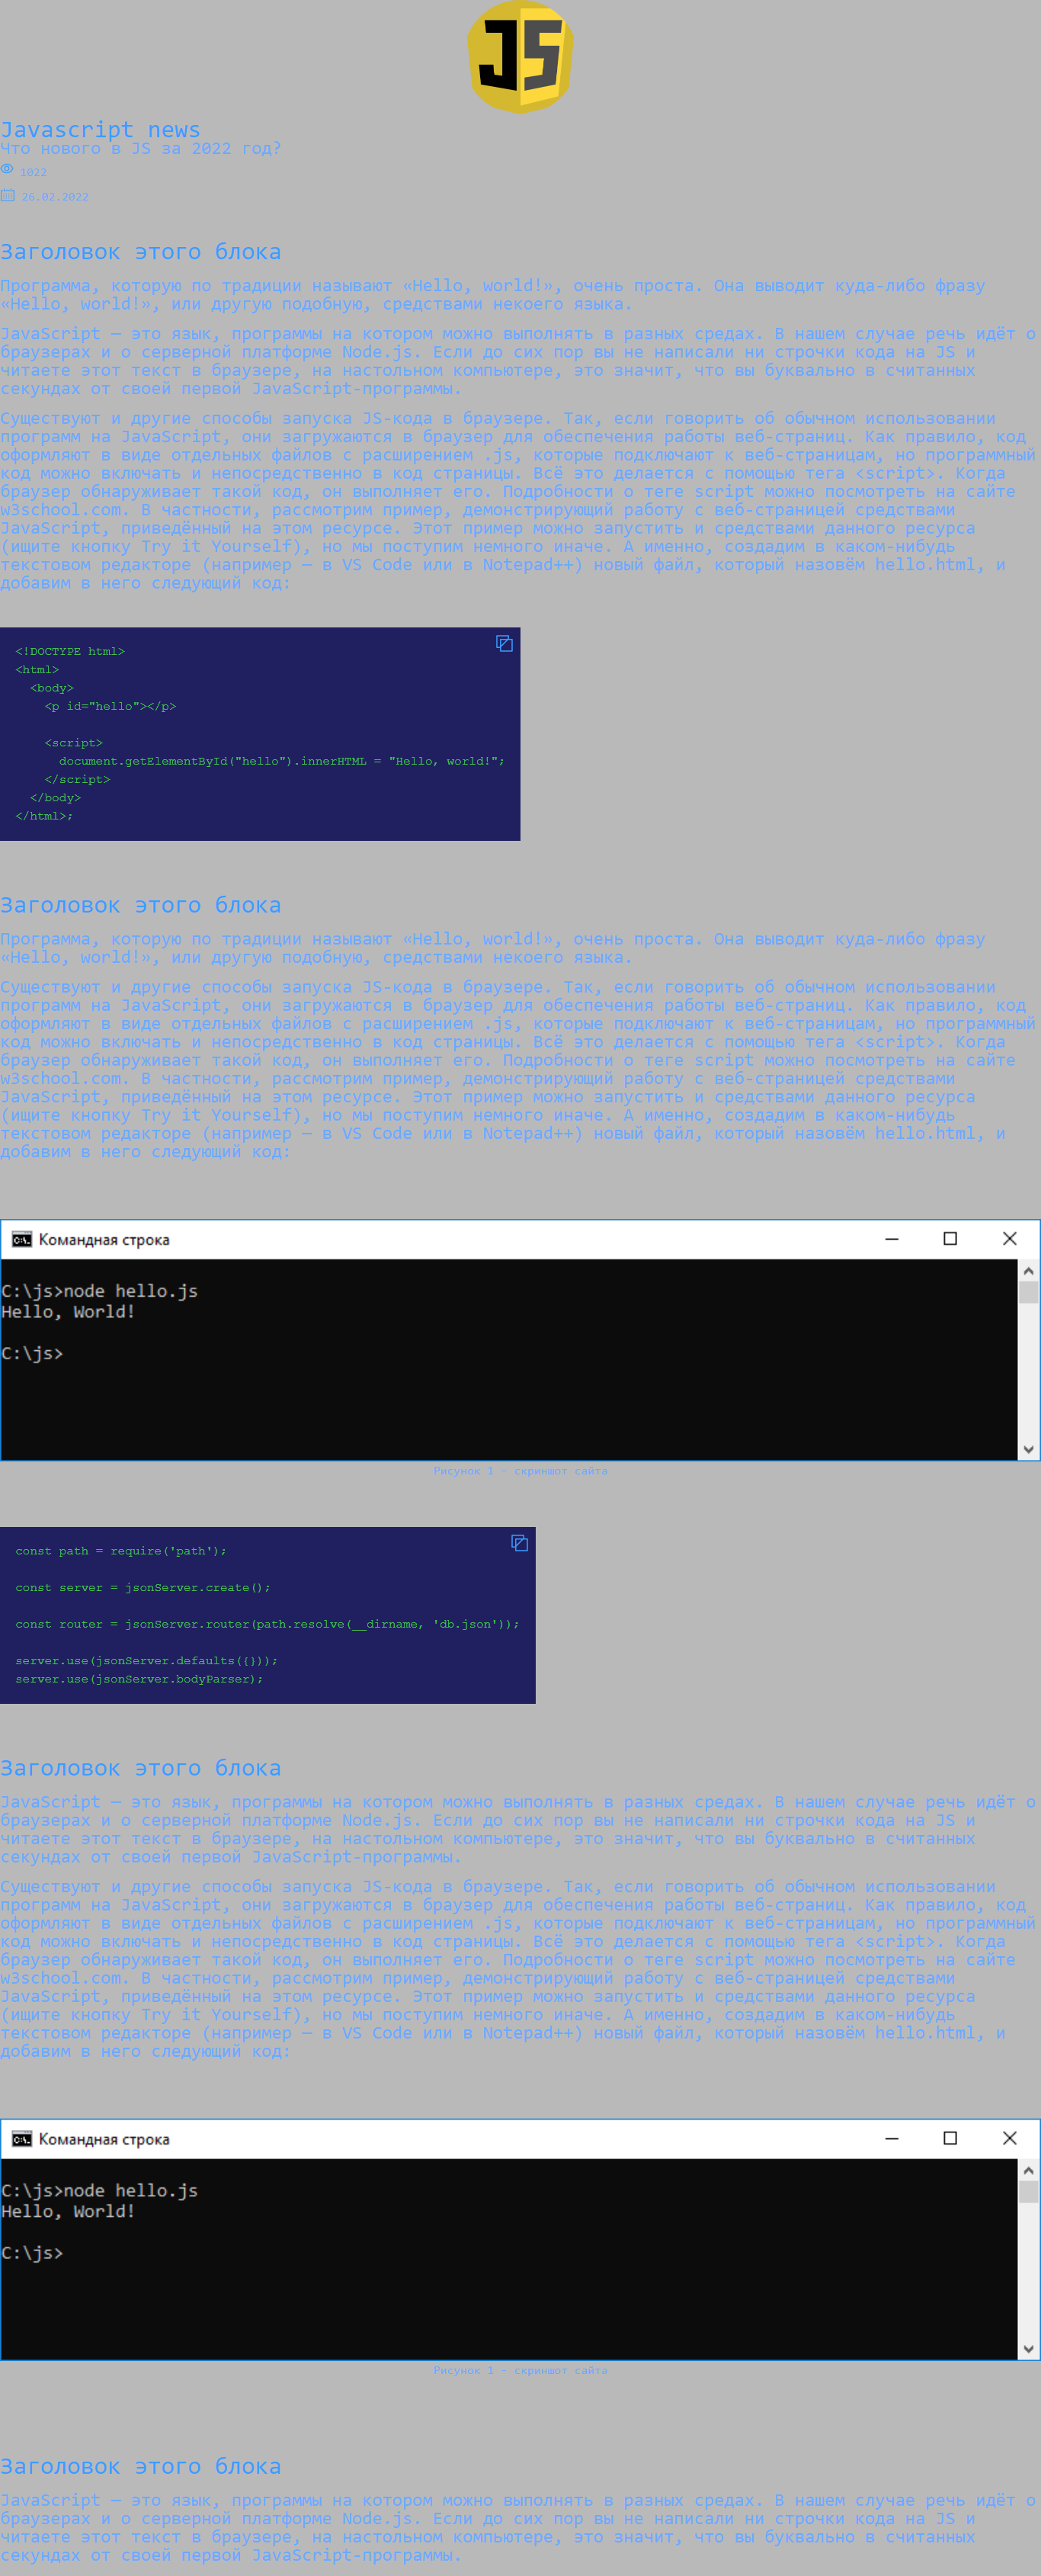 JS
Javascript news
Что нового в JS за 2022 год?
1022
26.02.2022
Заголовок этого блока
Программа, которую по традиции называют «Hello, world!», очень проста. Она выводит куда-либо фразу
«Hello, world!», или другую подобную, средствами некоего языка.
JavaScript — это язык, программы на котором можно выполнять в разных средах. В нашем случае речь идёт о
браузерах и о серверной платформе Node.js. Если до сих пор вы не написали ни строчки кода на JS и
читаете этот текст в браузере, на настольном компьютере, это значит, что вы буквально в считанных
секундах от своей первой JavaScript-программы.
Существуют и другие способы запуска JS-кода в браузере. Так, если говорить об обычном использовании
программ на JavaScript, они загружаются в браузер для обеспечения работы веб-страниц. Как правило, код
оформляют в виде отдельных файлов с расширением .js, которые подключают к веб-страницам, но программный
код можно включать и непосредственно в код страницы. Всё это делается с помощью тега <script>. Когда
браузер обнаруживает такой код, он выполняет его. Подробности о теге script можно посмотреть на сайте
w3school.com. В частности, рассмотрим пример, демонстрирующий работу с веб-страницей средствами
JavaScript, приведённый на этом ресурсе. Этот пример можно запустить и средствами данного ресурса
(ищите кнопку Try it Yourself), но мы поступим немного иначе. А именно, создадим в каком-нибудь
текстовом редакторе (например — в VS Code или в Notepad++) новый файл, который назовём hello.html, и
добавим в него следующий код:
<!DOCTYPE html>
<html>
  <body>
    <p id="hello"></p>
    <script>
      document.getElementById("hello").innerHTML = "Hello, world!";
    </script>
  </body>
</html>;
Заголовок этого блока
Программа, которую по традиции называют «Hello, world!», очень проста. Она выводит куда-либо фразу
«Hello, world!», или другую подобную, средствами некоего языка.
Существуют и другие способы запуска JS-кода в браузере. Так, если говорить об обычном использовании
программ на JavaScript, они загружаются в браузер для обеспечения работы веб-страниц. Как правило, код
оформляют в виде отдельных файлов с расширением .js, которые подключают к веб-страницам, но программный
код можно включать и непосредственно в код страницы. Всё это делается с помощью тега <script>. Когда
браузер обнаруживает такой код, он выполняет его. Подробности о теге script можно посмотреть на сайте
w3school.com. В частности, рассмотрим пример, демонстрирующий работу с веб-страницей средствами
JavaScript, приведённый на этом ресурсе. Этот пример можно запустить и средствами данного ресурса
(ищите кнопку Try it Yourself), но мы поступим немного иначе. А именно, создадим в каком-нибудь
текстовом редакторе (например — в VS Code или в Notepad++) новый файл, который назовём hello.html, и
добавим в него следующий код:
Командная строка
C:\js>node hello.js
Hello, World!
C:\js>
Рисунок 1 - скриншот сайта
const path = require('path');
const server = jsonServer.create();
const router = jsonServer.router(path.resolve(__dirname, 'db.json'));
server.use(jsonServer.defaults({}));
server.use(jsonServer.bodyParser);
Заголовок этого блока
JavaScript — это язык, программы на котором можно выполнять в разных средах. В нашем случае речь идёт о
браузерах и о серверной платформе Node.js. Если до сих пор вы не написали ни строчки кода на JS и
читаете этот текст в браузере, на настольном компьютере, это значит, что вы буквально в считанных
секундах от своей первой JavaScript-программы.
Существуют и другие способы запуска JS-кода в браузере. Так, если говорить об обычном использовании
программ на JavaScript, они загружаются в браузер для обеспечения работы веб-страниц. Как правило, код
оформляют в виде отдельных файлов с расширением .js, которые подключают к веб-страницам, но программный
код можно включать и непосредственно в код страницы. Всё это делается с помощью тега <script>. Когда
браузер обнаруживает такой код, он выполняет его. Подробности о теге script можно посмотреть на сайте
w3school.com. В частности, рассмотрим пример, демонстрирующий работу с веб-страницей средствами
JavaScript, приведённый на этом ресурсе. Этот пример можно запустить и средствами данного ресурса
(ищите кнопку Try it Yourself), но мы поступим немного иначе. А именно, создадим в каком-нибудь
текстовом редакторе (например — в VS Code или в Notepad++) новый файл, который назовём hello.html, и
добавим в него следующий код:
Командная строка
C:\js>node hello.js
Hello, World!
C:\js>
Рисунок 1 - скриншот сайта
Заголовок этого блока
JavaScript — это язык, программы на котором можно выполнять в разных средах. В нашем случае речь идёт о
браузерах и о серверной платформе Node.js. Если до сих пор вы не написали ни строчки кода на JS и
читаете этот текст в браузере, на настольном компьютере, это значит, что вы буквально в считанных
секундах от своей первой JavaScript-программы.